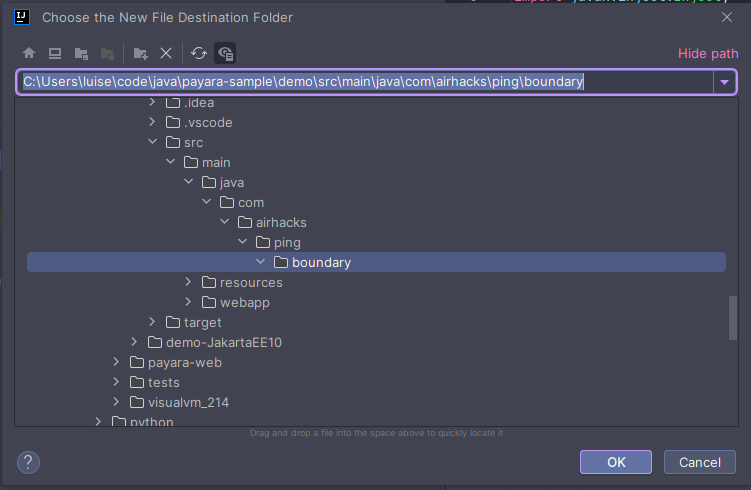 Choose the New File Destination Folder
Hide path
C:\Users\luise\code\java\payara-sample\demo\src\main\java\com\airhacks\ping\boundary
.idea
.vscode
src
main
java
com
airhacks
ping
boundary
resources
webapp
target
demo-JakartaEE10
payara-web
tests
visualvm_214
python
Drag and drop a file into the space above to quickly locate it
?
OK
Cancel